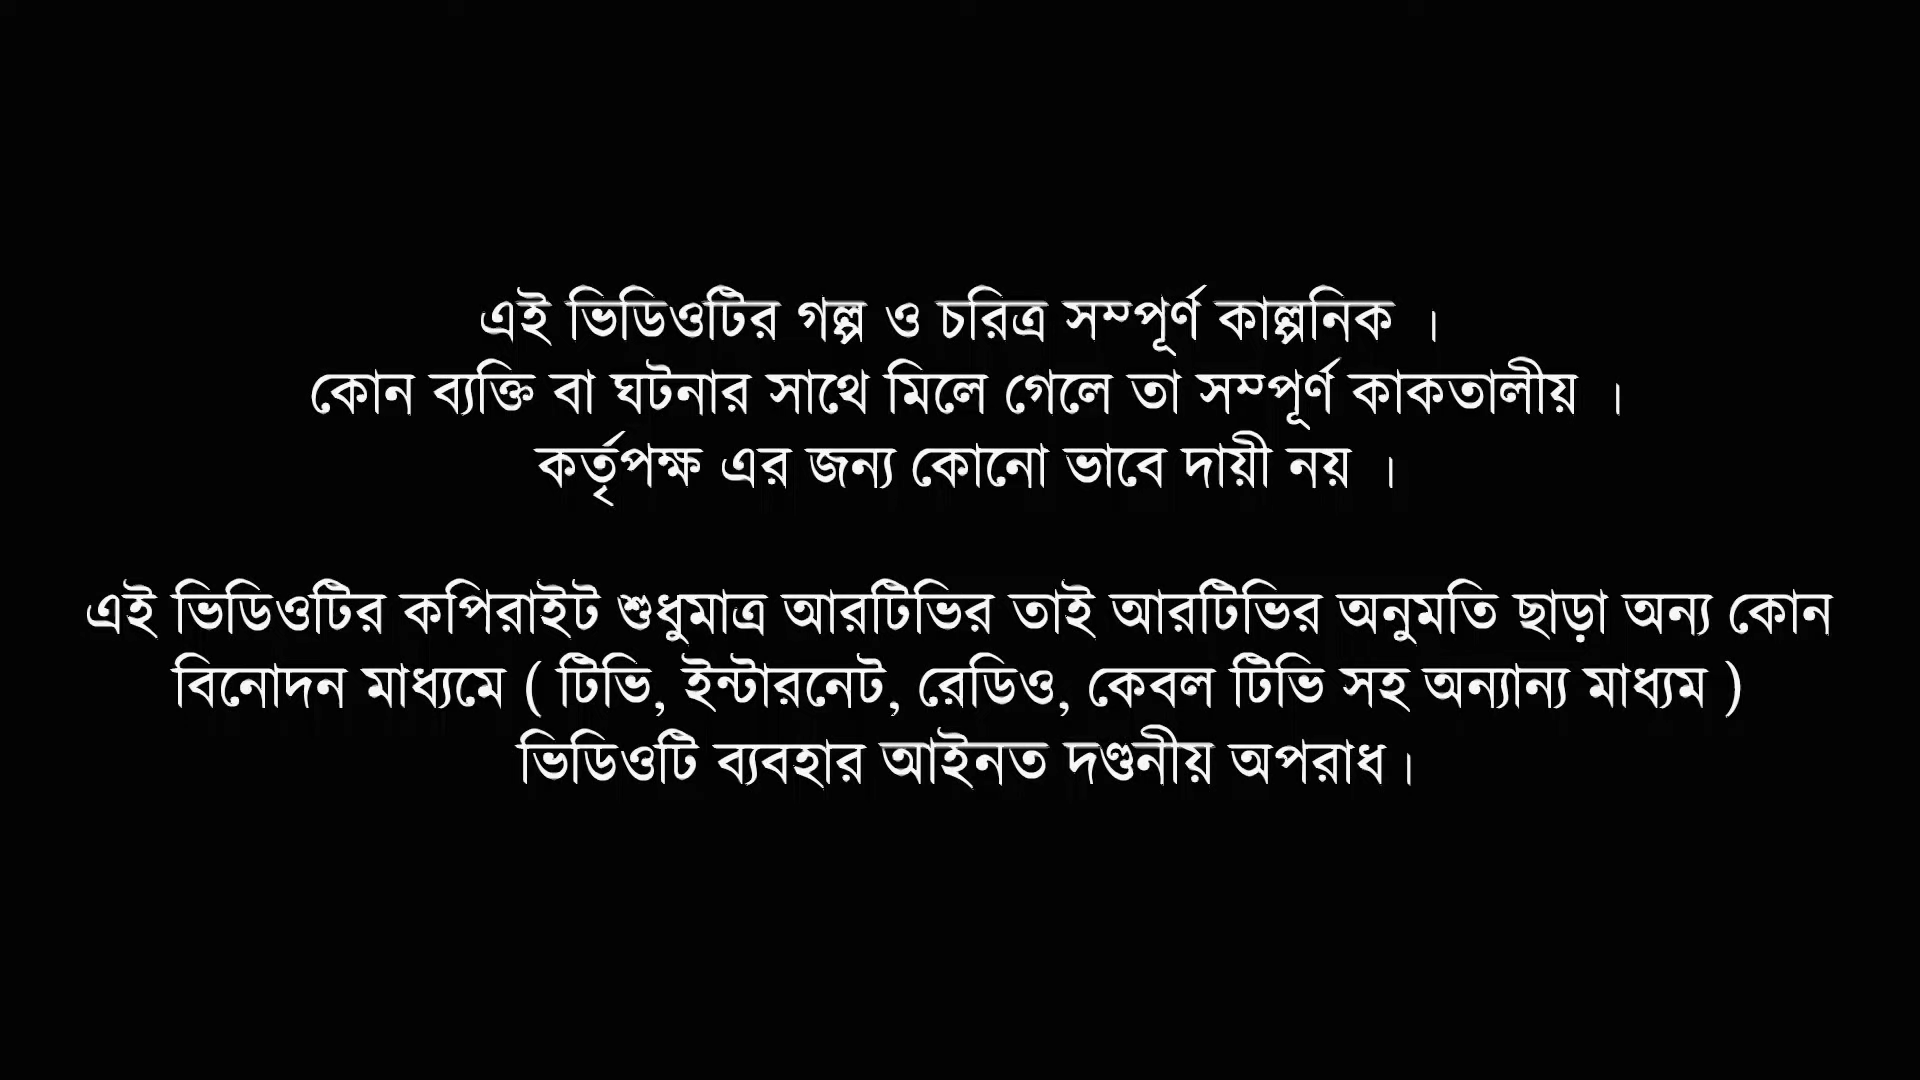 এই ভিডিওটির গল্প ও চরিত্র সম্পূর্ণ কাল্পনিক ।
কোন ব্যক্তি বা ঘটনার সাথে মিলে গেলে তা সম্পূর্ণ কাকতালীয় ।
কর্তৃপক্ষ এর জন্য কোনো ভাবে দায়ী নয় ।
এই ভিডিওটির কপিরাইট শুধুমাত্র আরটিভির তাই আরটিভির অনুমতি ছাড়া অন্য কোন
বিনোদন মাধ্যমে ( টিভি, ইন্টারনেট, রেডিও, কেবল টিভি সহ অন্যান্য মাধ্যম )
ভিডিওটি ব্যবহার আইনত দণ্ডনীয় অপরাধ।